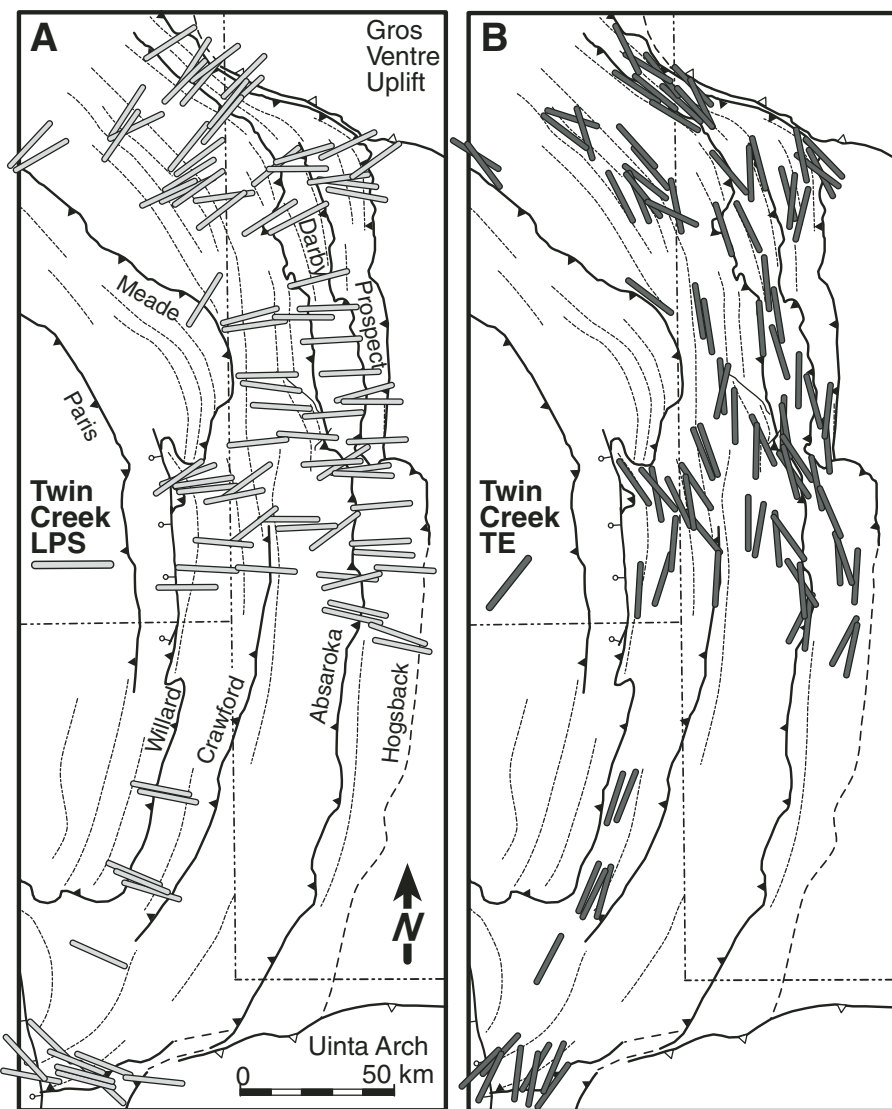 A
Gros
Ventre
Uplift
Darby
Prospect
Meade
Paris
Twin
Creek
LPS
Willard
Crawford
Absaroka
Hogsback
N
Uinta Arch
0 50 km
B
Twin
Creek
TE